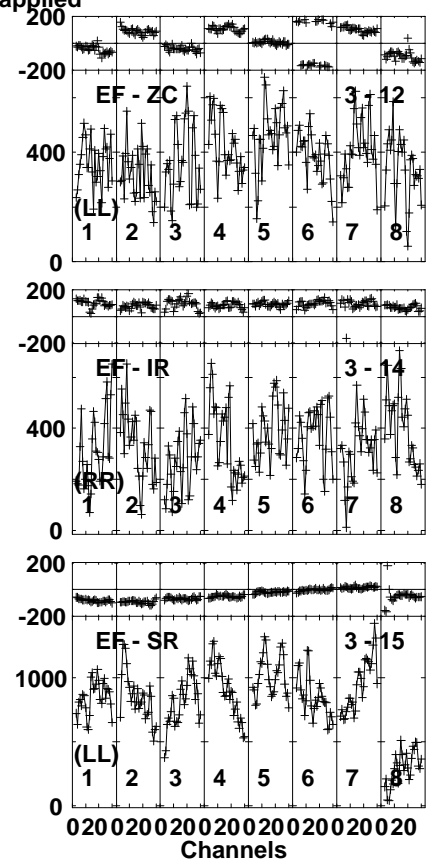 applied
200
-200
EF - ZC 3 - 12
400
(LL)
1 2 3 4 5 6 7 8
0
200
-200
EF - IR 3 - 14
400
(RR)
1 2 3 4 5 6 7 8
0
200
-200
EF - SR 3 - 15
1000
(LL)
1 2 3 4 5 6 7 8
0
0 20 0 20 0 20 0 20 0 20 0 20 0 20 0 20
Channels